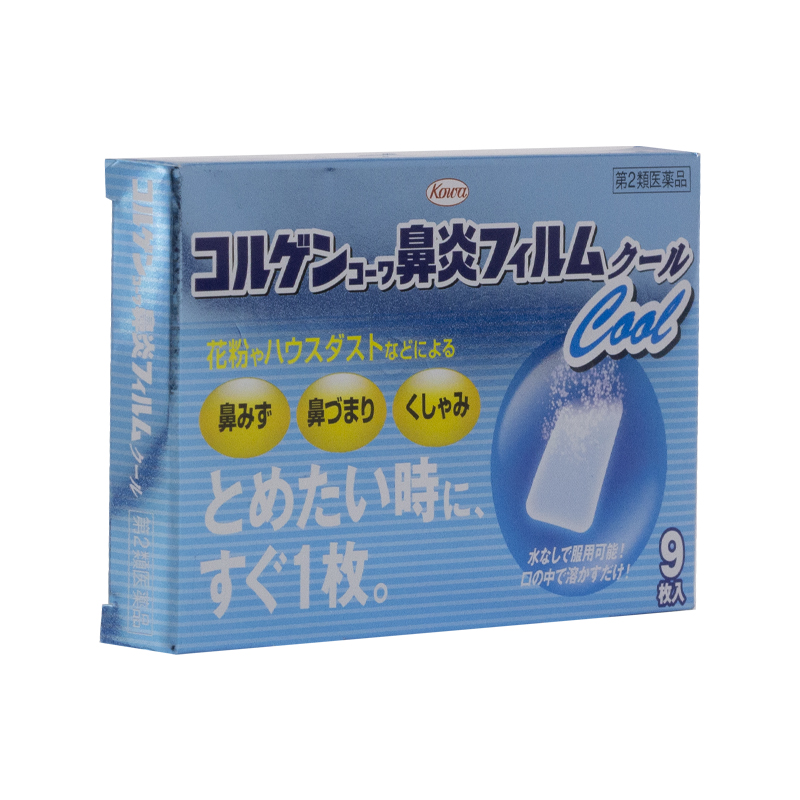 Kowa
第2類医薬品
コルゲンコーワ鼻炎フィルムクール
Cool
花粉やハウスダストなどによる
鼻みず 鼻づまり くしゃみ
とめたい時に、
すぐ1枚。
水なしで服用可能!
口の中で溶かすだけ!
9
枚入
コルゲンコーワ鼻炎フィルムクール
第2類医薬品